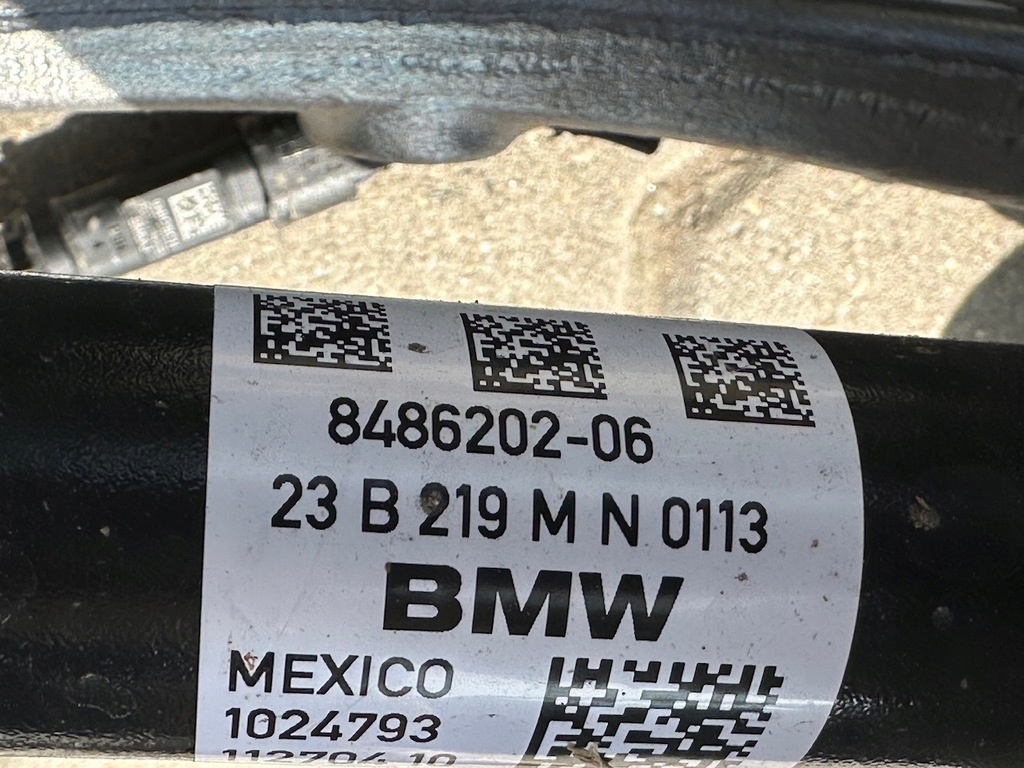 8486202-06
23 B 219 M N 0113
BMW
MEXICO
1024793